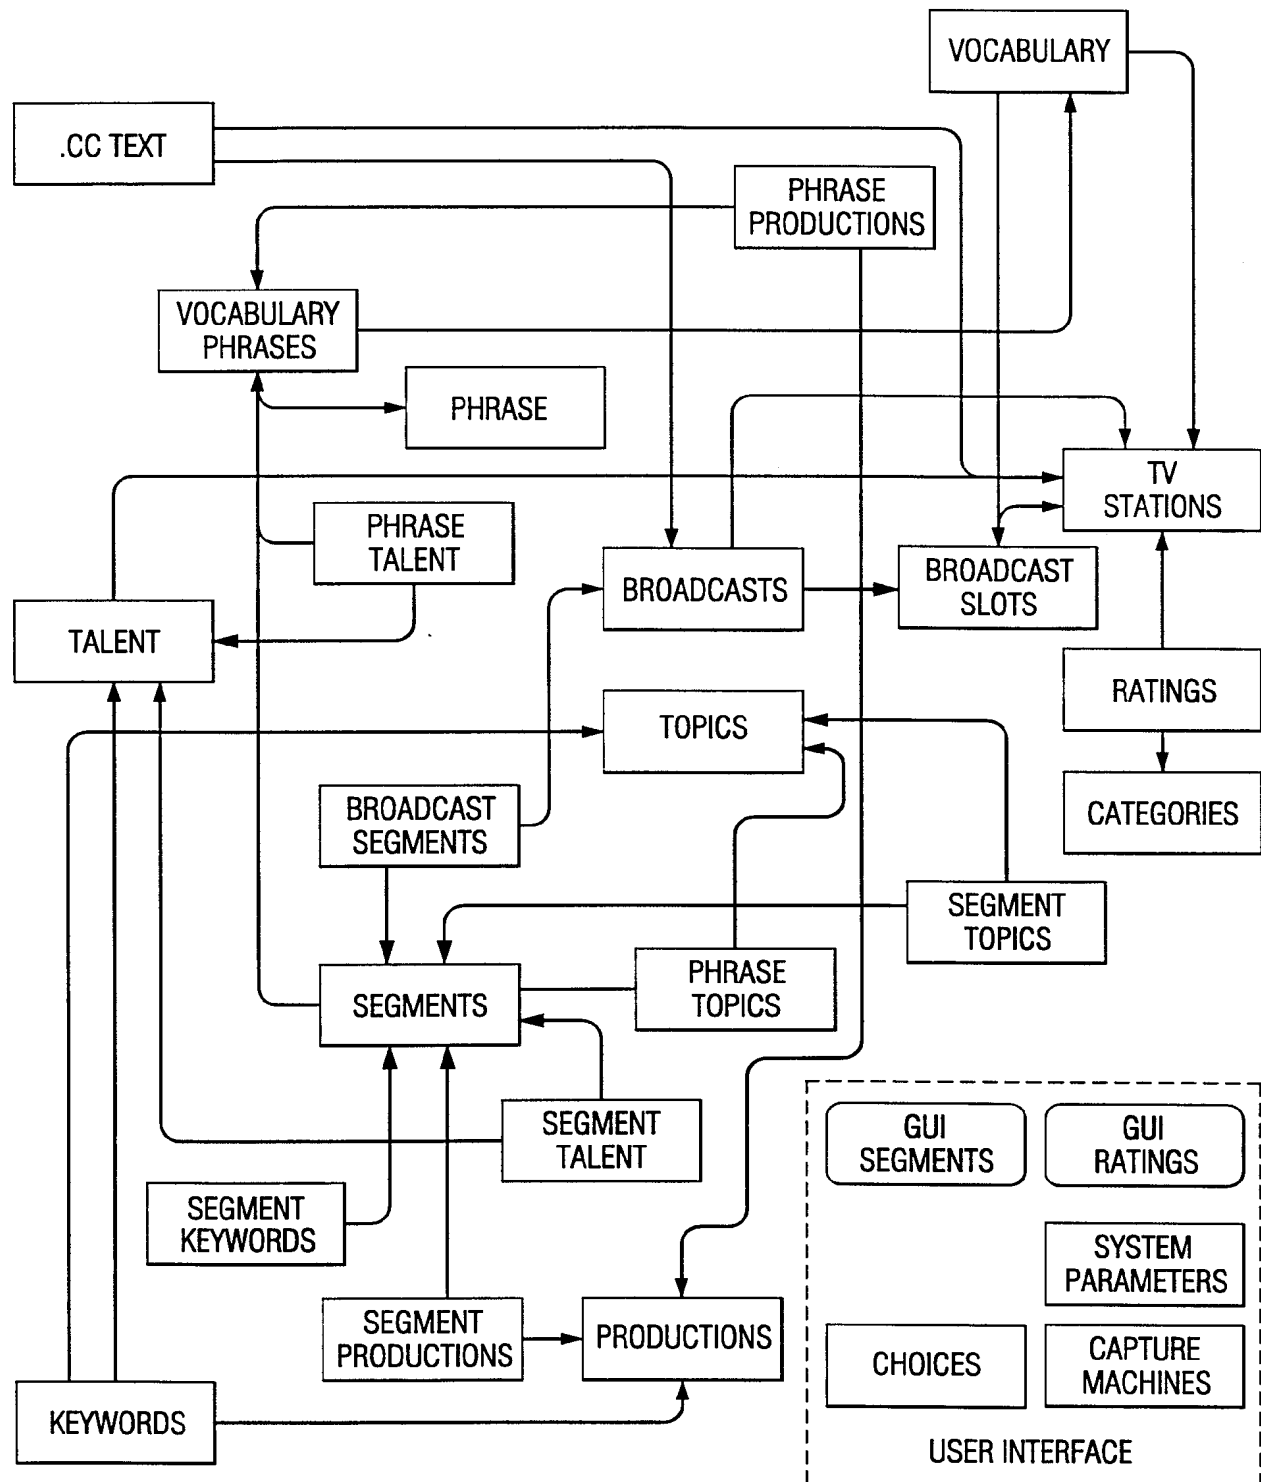 VOCABULARY
.CC TEXT
PHRASE
PRODUCTIONS
VOCABULARY
PHRASES
PHRASE
TV
STATIONS
PHRASE
TALENT
BROADCASTS
BROADCAST
SLOTS
TALENT
RATINGS
TOPICS
BROADCAST
SEGMENTS
CATEGORIES
SEGMENT
TOPICS
PHRASE
TOPICS
SEGMENTS
SEGMENT
TALENT
GUI
SEGMENTS
GUI
RATINGS
SEGMENT
KEYWORDS
SYSTEM
PARAMETERS
SEGMENT
PRODUCTIONS
PRODUCTIONS
CHOICES
CAPTURE
MACHINES
KEYWORDS
USER INTERFACE